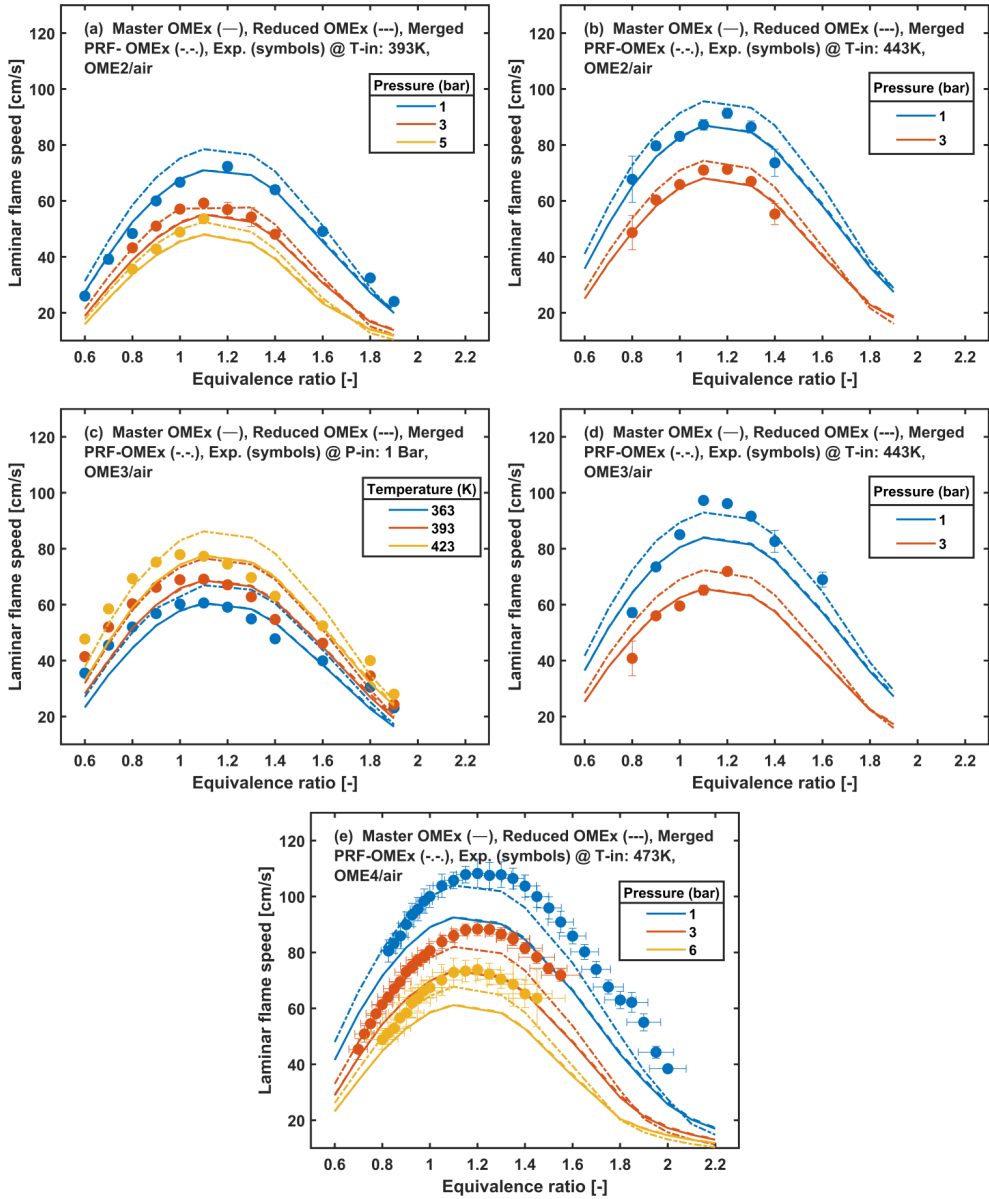 (a) Master OMEx (—), Reduced OMEx (---), Merged
PRF- OMEx (-.-.), Exp. (symbols) @ T-in: 393K,
OME2/air
Pressure (bar)
1
3
5
Laminar flame speed [cm/s]
120
100
80
60
40
20
0.6 0.8 1 1.2 1.4 1.6 1.8 2 2.2
Equivalence ratio [-]
(b) Master OMEx (—), Reduced OMEx (---), Merged
PRF-OMEx (-.-.), Exp. (symbols) @ T-in: 443K,
OME2/air
Pressure (bar)
1
3
Laminar flame speed [cm/s]
120
100
80
60
40
20
0.6 0.8 1 1.2 1.4 1.6 1.8 2 2.2
Equivalence ratio [-]
(c) Master OMEx (—), Reduced OMEx (---), Merged
PRF-OMEx (-.-.), Exp. (symbols) @ P-in: 1 Bar,
OME3/air
Temperature (K)
363
393
423
Laminar flame speed [cm/s]
120
100
80
60
40
20
0.6 0.8 1 1.2 1.4 1.6 1.8 2 2.2
Equivalence ratio [-]
(d) Master OMEx (—), Reduced OMEx (---), Merged
PRF-OMEx (-.-.), Exp. (symbols) @ T-in: 443K,
OME3/air
Pressure (bar)
1
3
Laminar flame speed [cm/s]
120
100
80
60
40
20
0.6 0.8 1 1.2 1.4 1.6 1.8 2 2.2
Equivalence ratio [-]
(e) Master OMEx (—), Reduced OMEx (---), Merged
PRF-OMEx (-.-.), Exp. (symbols) @ T-in: 473K,
OME4/air
Pressure (bar)
1
3
6
Laminar flame speed [cm/s]
120
100
80
60
40
20
0.6 0.8 1 1.2 1.4 1.6 1.8 2 2.2
Equivalence ratio [-]